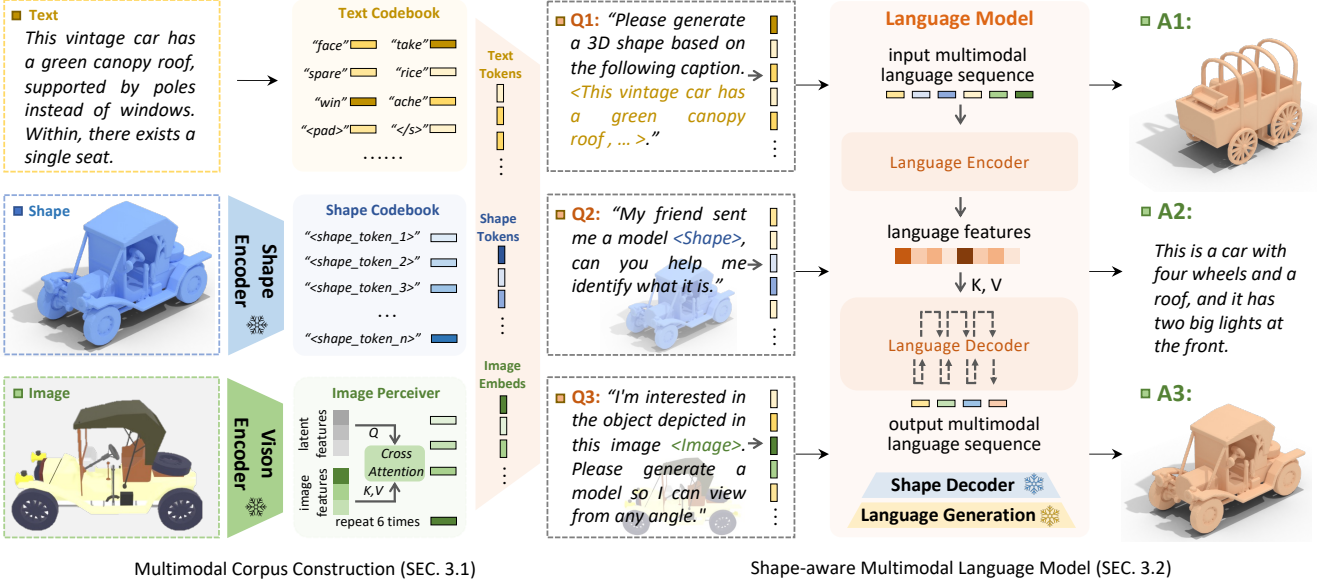 Text
This vintage car has
a green canopy roof,
supported by poles
instead of windows.
Within, there exists a
single seat.
Text Codebook
“face” “take”
“spare” “rice”
“win” “ache”
“<pad>” “</s>”
......
Text
Tokens
Shape
Shape
Encoder
Shape Codebook
“<shape_token_1>”
“<shape_token_2>”
“<shape_token_3>”
...
“<shape_token_n>”
Shape
Tokens
Image
Vison
Encoder
Image Perceiver
latent
features
image
features
Q
Cross
Attention
K,V
repeat 6 times
Image
Embeds
Q1: “Please generate
a 3D shape based on
the following caption.
<This vintage car has
a green canopy
roof , ... >.”
Q2: “My friend sent
me a model <Shape>,
can you help me
identify what it is.”
Q3: “I'm interested in
the object depicted in
this image <Image>.
Please generate a
model so I can view
from any angle."
Language Model
input multimodal
language sequence
Language Encoder
language features
K, V
Language Decoder
output multimodal
language sequence
Shape Decoder
Language Generation
A1:
A2:
This is a car with
four wheels and a
roof, and it has
two big lights at
the front.
A3:
Multimodal Corpus Construction (SEC. 3.1)
Shape-aware Multimodal Language Model (SEC. 3.2)